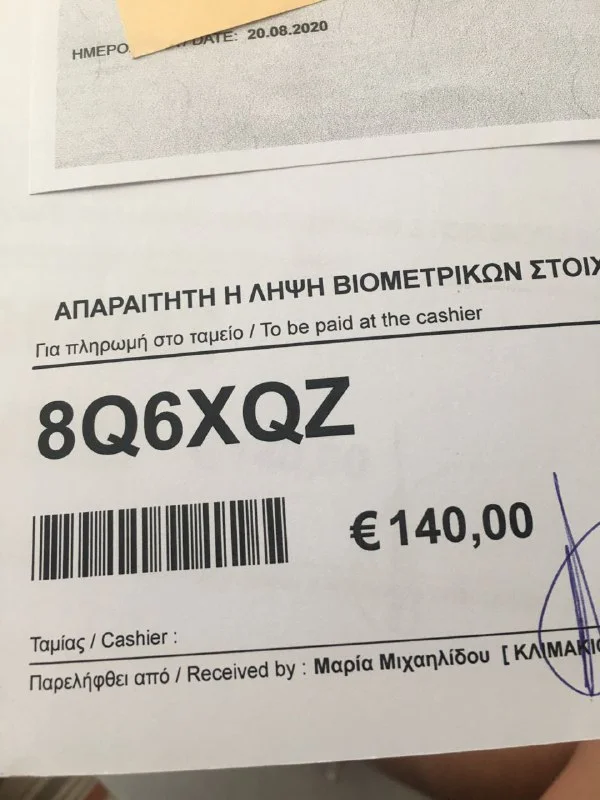 DATE: 20.08.2020
ΑΠΑΡΑΙΤΗΤΗ Η ΛΗΨΗ ΒΙΟΜΕΤΡΙΚΩΝ
Για πληρωμή στο ταμείο / To be paid at the cashier
8Q6XQZ
€ 140,00
Ταμίας / Cashier :
Παρελήφθει από / Received by : Μαρία Μιχαηλίδου [